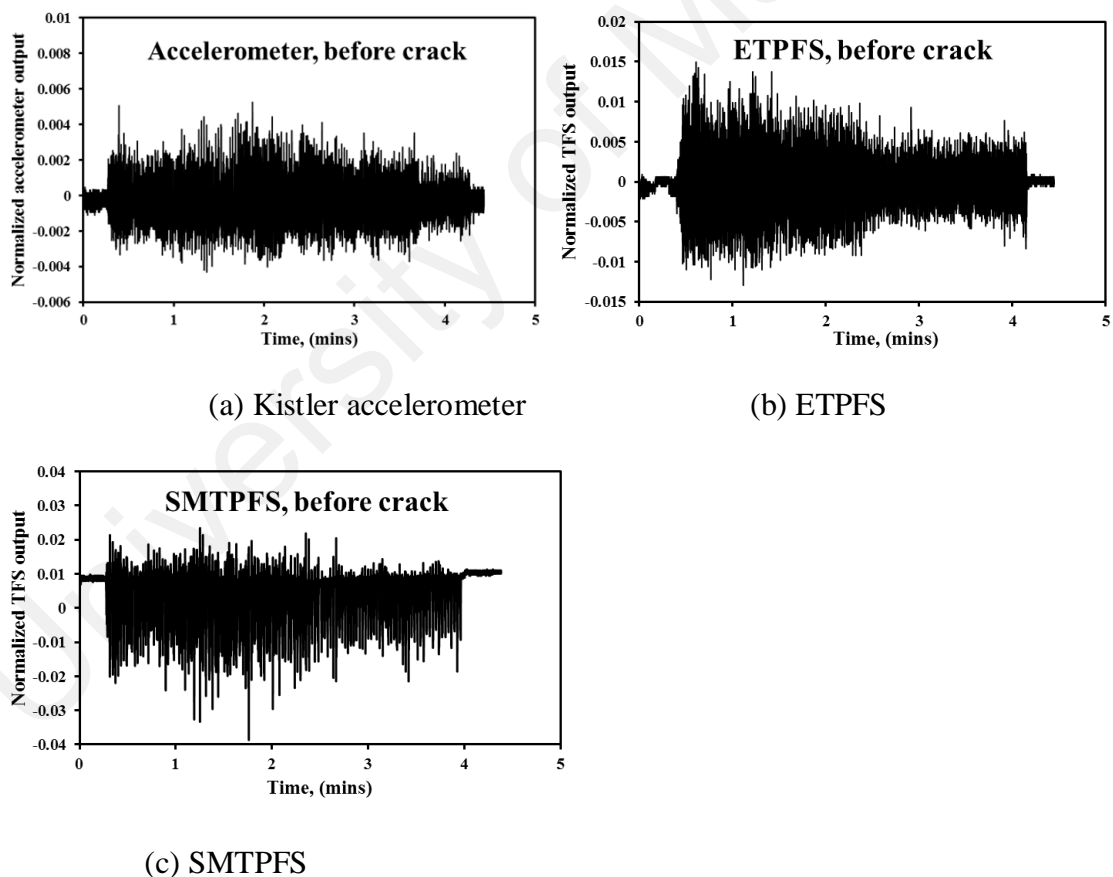 Accelerometer, before crack
Normalized accelerometer output
0.01
0.008
0.006
0.004
0.002
0
-0.002
-0.004
-0.006
0 1 2 3 4 5
Time, (mins)
ETPFS, before crack
Normalized TFS output
0.02
0.015
0.01
0.005
0
-0.005
-0.01
-0.015
0 1 2 3 4 5
Time, (mins)
(a) Kistler accelerometer (b) ETPFS
SMTPFS, before crack
Normalized TFS output
0.04
0.03
0.02
0.01
0
-0.01
-0.02
-0.03
-0.04
0 1 2 3 4 5
Time, (mins)
(c) SMTPFS
University of Ma